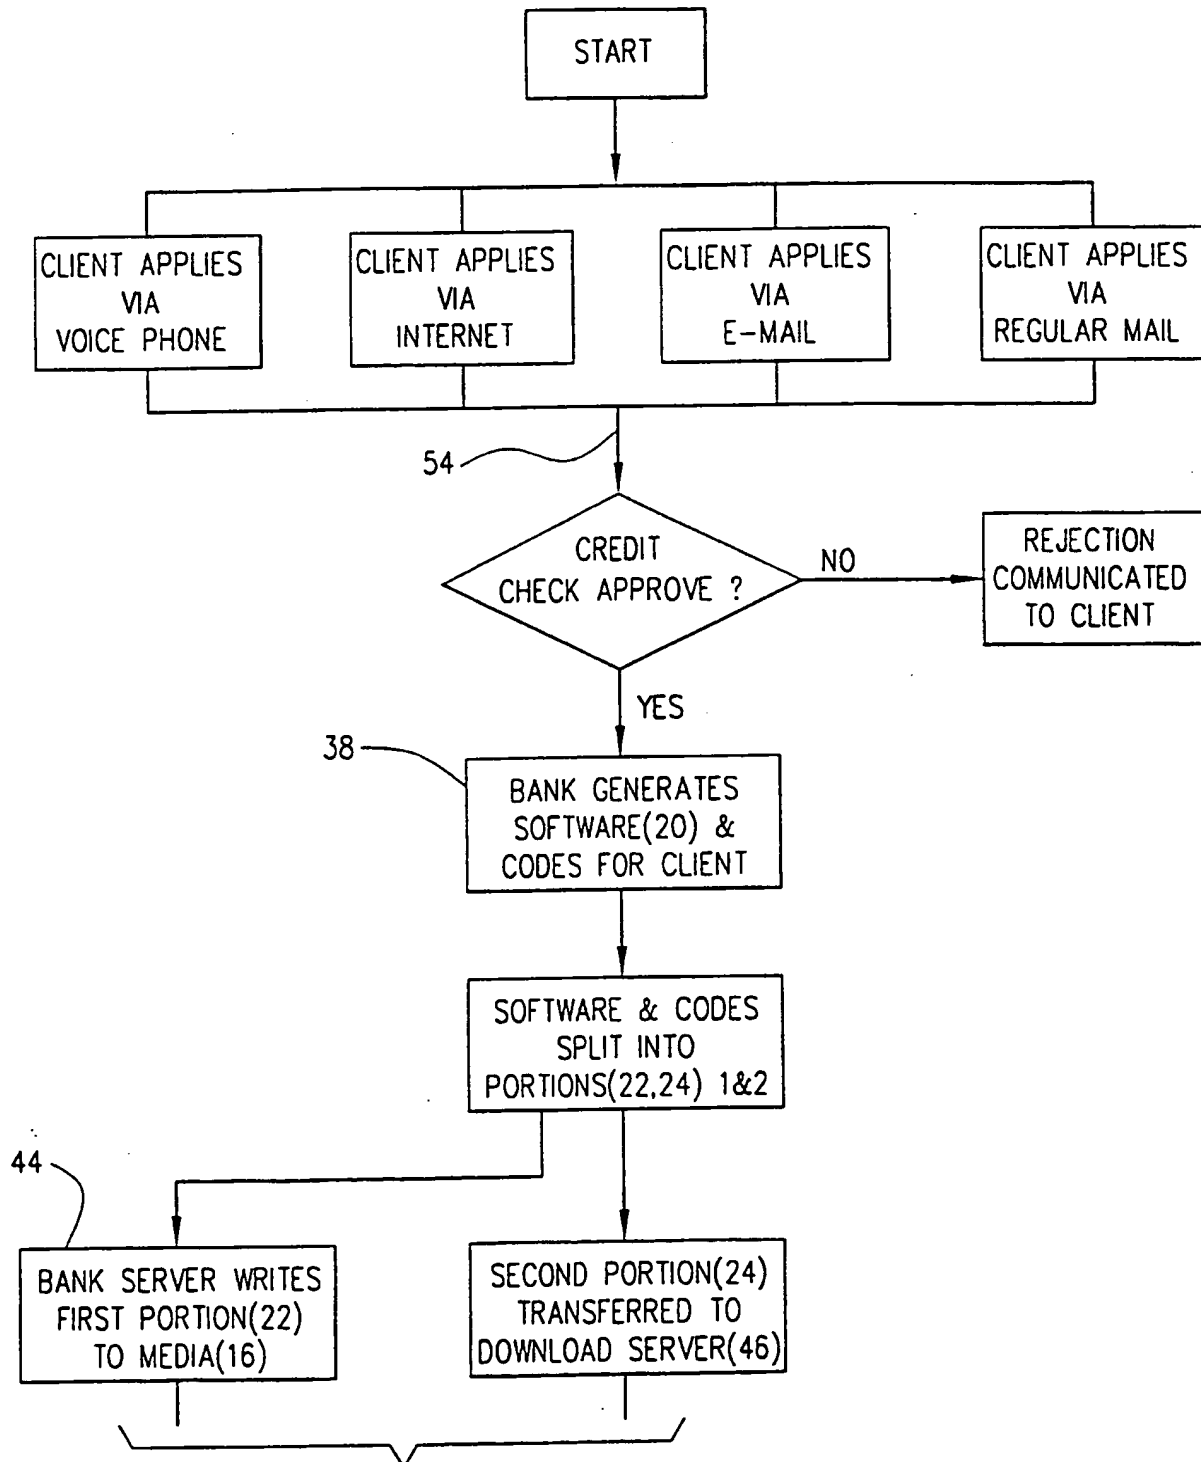 START
CLIENT APPLIES
VIA
VOICE PHONE
CLIENT APPLIES
VIA
INTERNET
CLIENT APPLIES
VIA
E-MAIL
CLIENT APPLIES
VIA
REGULAR MAIL
54
CREDIT
CHECK APPROVE ?
NO
REJECTION
COMMUNICATED
TO CLIENT
YES
38
BANK GENERATES
SOFTWARE(20) &
CODES FOR CLIENT
SOFTWARE & CODES
SPLIT INTO
PORTIONS(22,24) 1&2
44
BANK SERVER WRITES
FIRST PORTION(22)
TO MEDIA(16)
SECOND PORTION(24)
TRANSFERRED TO
DOWNLOAD SERVER(46)